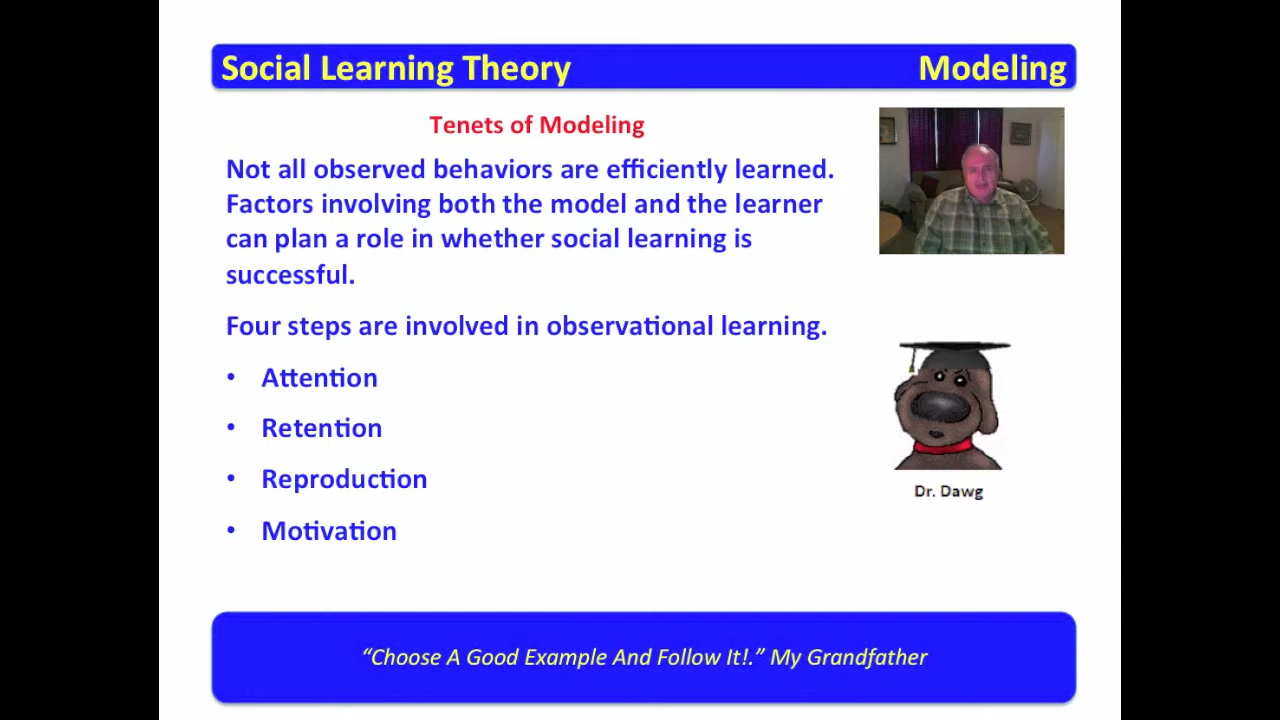 Social Learning Theory Modeling
Tenets of Modeling
Not all observed behaviors are efficiently learned.
Factors involving both the model and the learner
can plan a role in whether social learning is
successful.
Four steps are involved in observational learning.
• Attention
• Retention
• Reproduction
• Motivation
Dr. Dawg
“Choose A Good Example And Follow It!.” My Grandfather